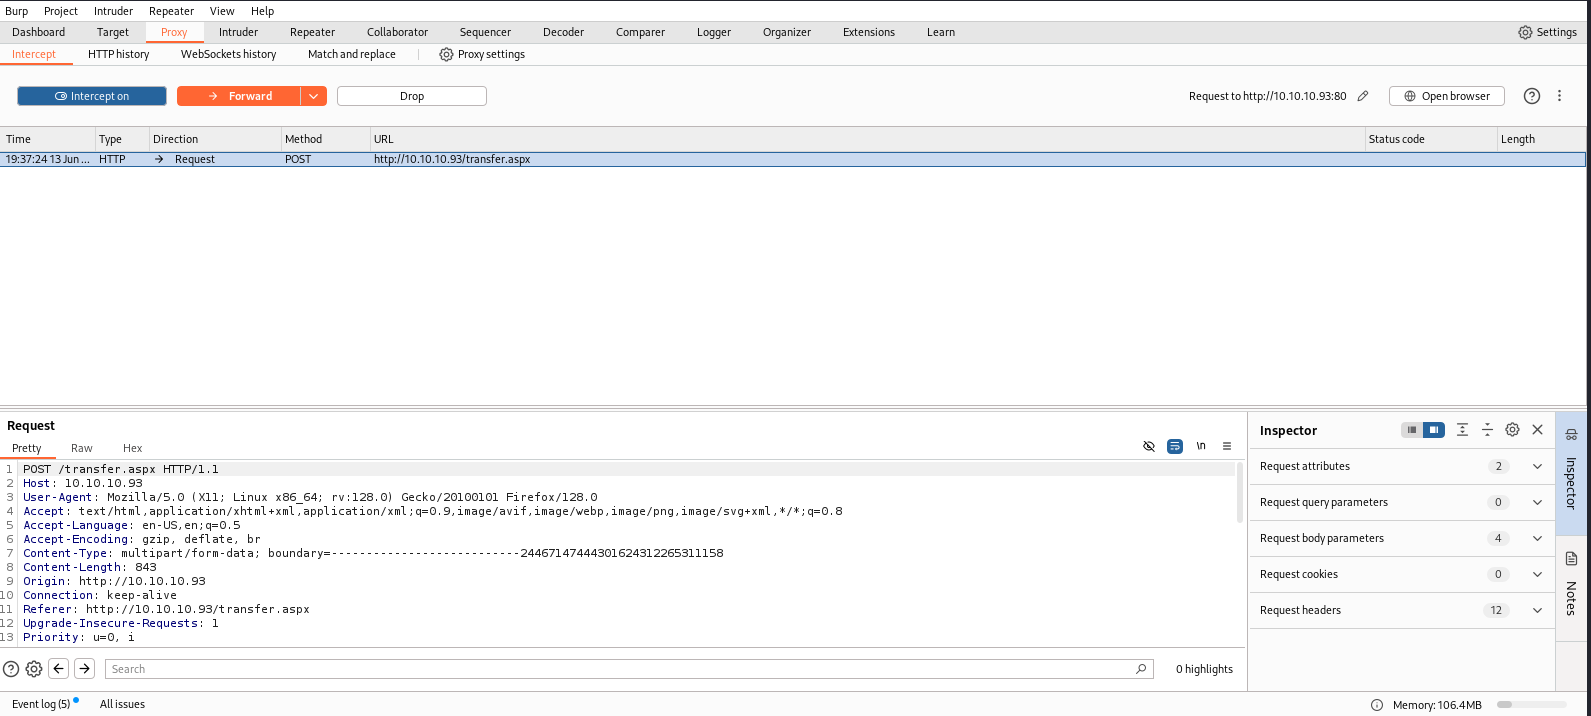 Burp Project Intruder Repeater View Help
Dashboard Target Proxy Intruder Repeater Collaborator Sequencer Decoder Comparer Logger Organizer Extensions Learn Settings
Intercept HTTP history WebSockets history Match and replace Proxy settings
Intercept on Forward Drop Request to http://10.10.10.93:80 Open browser
Time Type Direction Method URL Status code Length
19:37:24 13 Jun ... HTTP Request POST http://10.10.10.93/transfer.aspx
Request
Pretty Raw Hex \n
1 POST /transfer.aspx HTTP/1.1
2 Host: 10.10.10.93
3 User-Agent: Mozilla/5.0 (X11; Linux x86_64; rv:128.0) Gecko/20100101 Firefox/128.0
4 Accept: text/html,application/xhtml+xml,application/xml;q=0.9,image/avif,image/webp,image/png,image/svg+xml,*/*;q=0.8
5 Accept-Language: en-US,en;q=0.5
6 Accept-Encoding: gzip, deflate, br
7 Content-Type: multipart/form-data; boundary=---------------------------244671474443016243122653111​58
8 Content-Length: 843
9 Origin: http://10.10.10.93
10 Connection: keep-alive
11 Referer: http://10.10.10.93/transfer.aspx
12 Upgrade-Insecure-Requests: 1
13 Priority: u=0, i
Search 0 highlights
Inspector
Request attributes 2
Request query parameters 0
Request body parameters 4
Request cookies 0
Request headers 12
Inspector
Notes
Event log (5) All issues Memory: 106.4MB